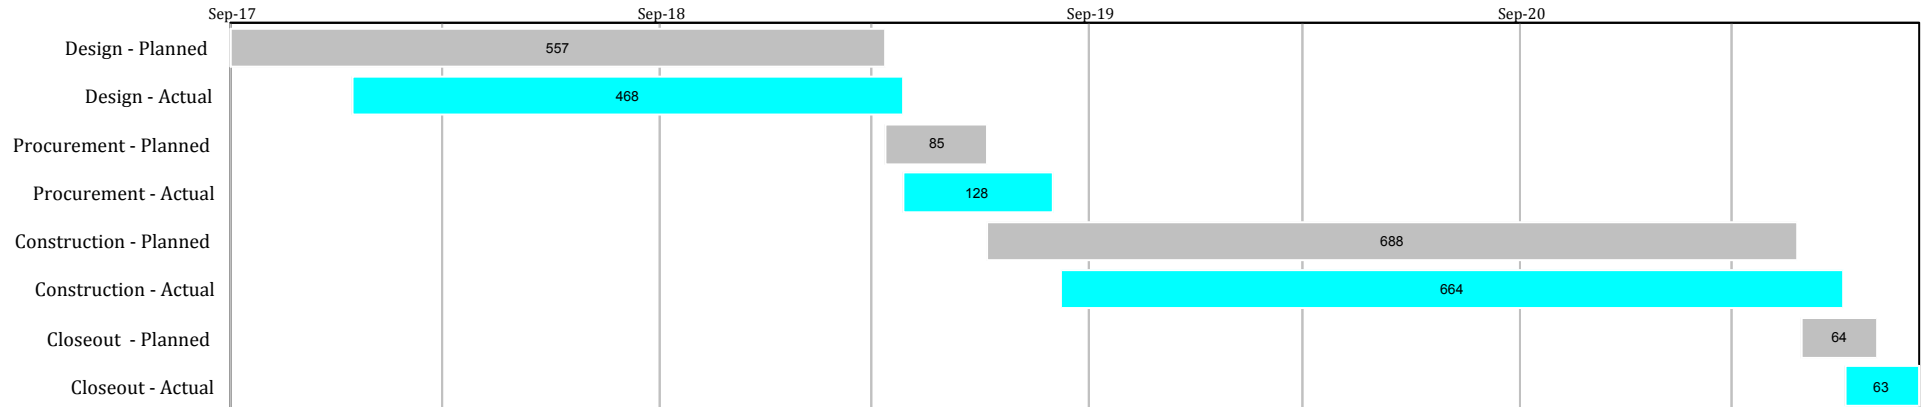 Sep-17 Sep-18 Sep-19 Sep-20
Design - Planned 557
Design - Actual 468
Procurement - Planned 85
Procurement - Actual 128
Construction - Planned 688
Construction - Actual 664
Closeout  - Planned 64
Closeout - Actual 63